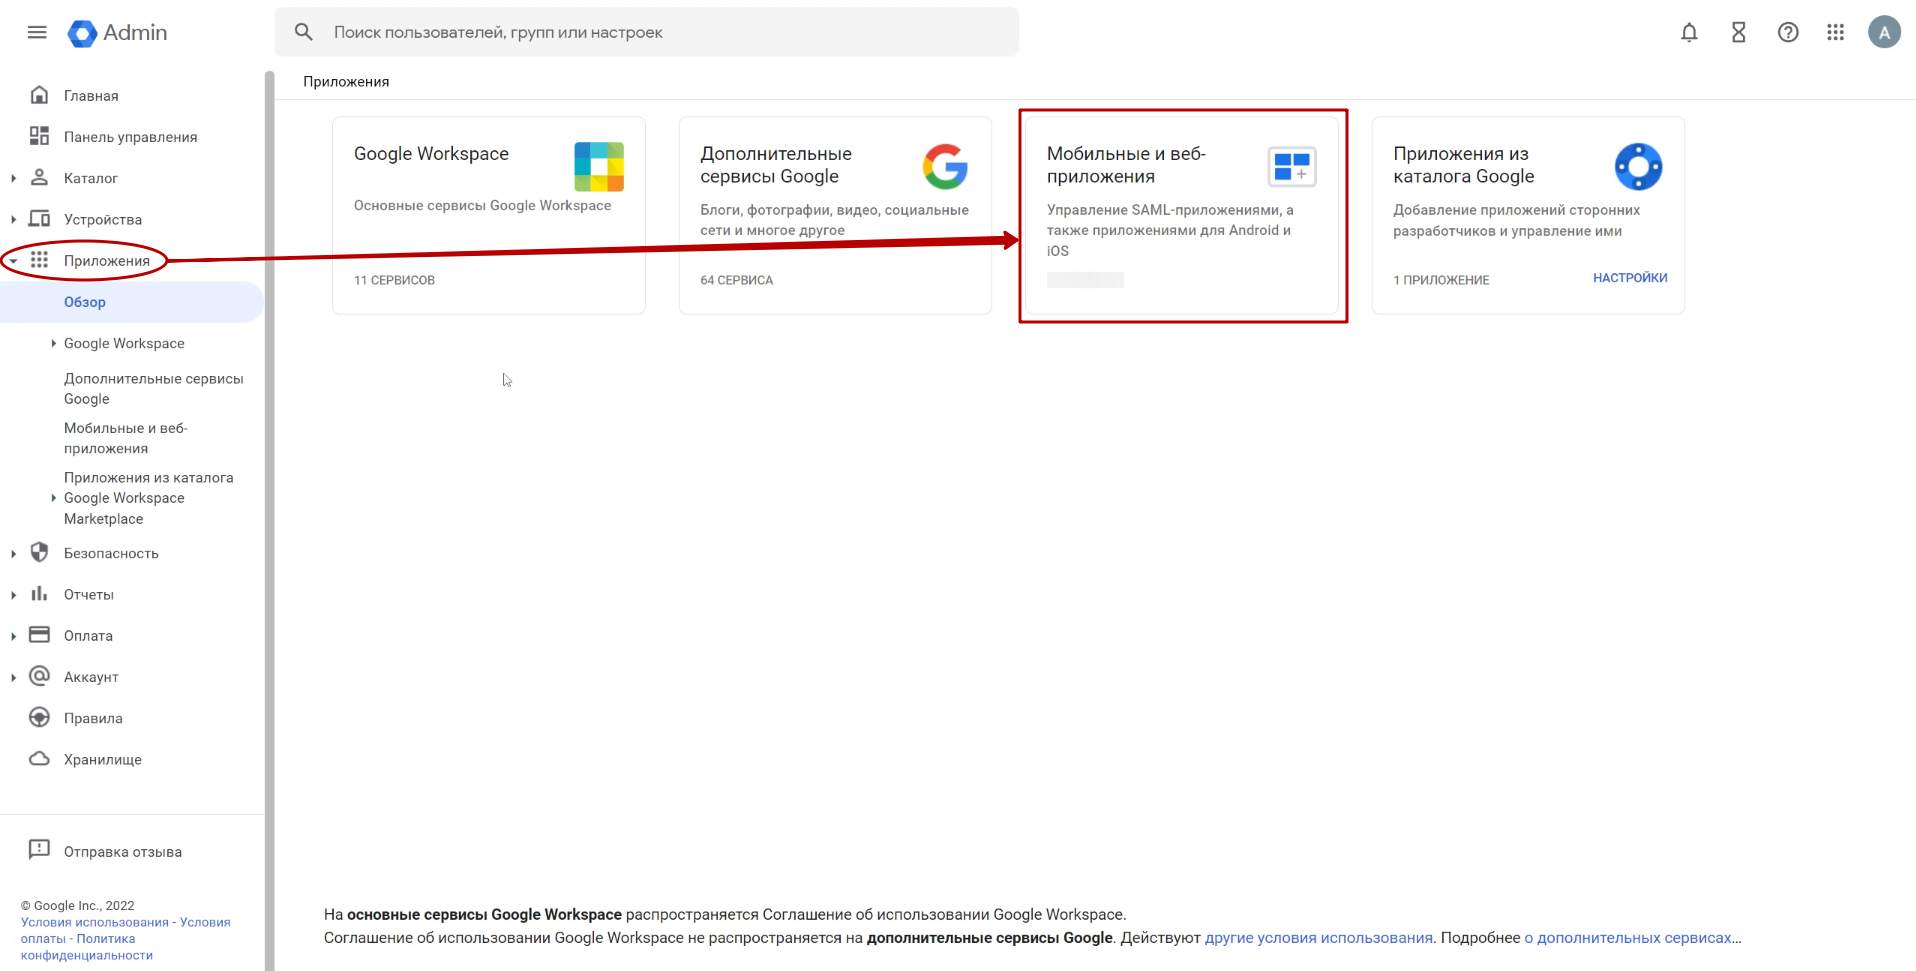 Admin
Поиск пользователей, групп или настроек
A
Главная
Панель управления
Каталог
Устройства
Приложения
Обзор
Google Workspace
Дополнительные сервисы
Google
Мобильные и веб-
приложения
Приложения из каталога
Google Workspace
Marketplace
Безопасность
Отчеты
Оплата
Аккаунт
Правила
Хранилище
Отправка отзыва
© Google Inc., 2022
Условия использования - Условия
оплаты - Политика
конфиденциальности
Приложения
Google Workspace
Основные сервисы Google Workspace
11 СЕРВИСОВ
Дополнительные
сервисы Google
Блоги, фотографии, видео, социальные
сети и многое другое
64 СЕРВИСА
Мобильные и веб-
приложения
Управление SAML-приложениями, а
также приложениями для Android и
iOS
Приложения из
каталога Google
Добавление приложений сторонних
разработчиков и управление ими
1 ПРИЛОЖЕНИЕ
НАСТРОЙКИ
На основные сервисы Google Workspace распространяется Соглашение об использовании Google Workspace.
Соглашение об использовании Google Workspace не распространяется на дополнительные сервисы Google. Действуют другие условия использования. Подробнее о дополнительных сервисах...